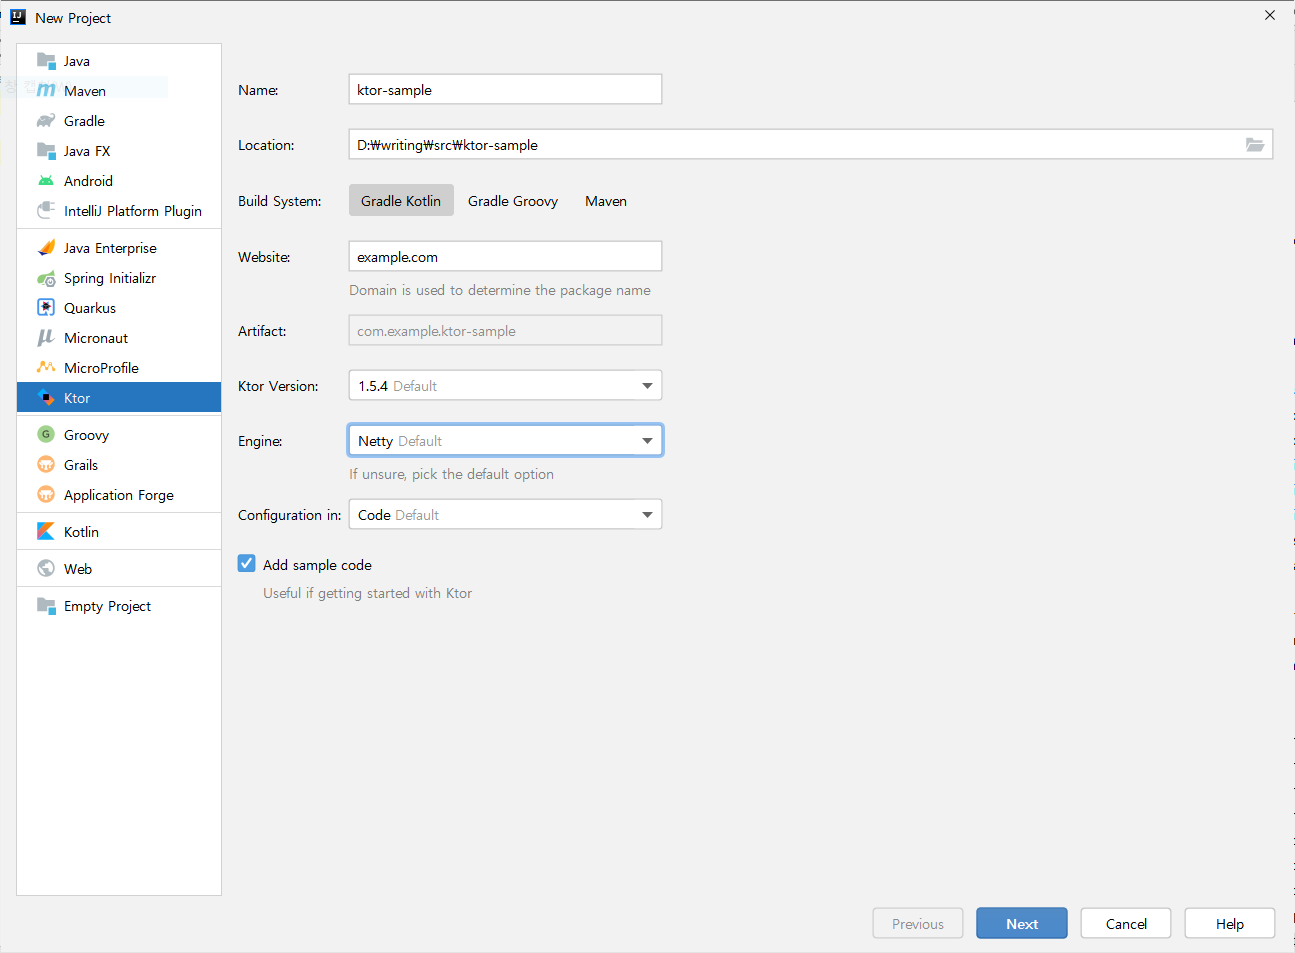 New Project
Java
Maven
Gradle
Java FX
Android
IntelliJ Platform Plugin
Java Enterprise
Spring Initializr
Quarkus
Micronaut
MicroProfile
Ktor
Groovy
Grails
Application Forge
Kotlin
Web
Empty Project
Name: ktor-sample
Location: D:₩writing₩src₩ktor-sample
Build System: Gradle Kotlin Gradle Groovy Maven
Website: example.com
Domain is used to determine the package name
Artifact: com.example.ktor-sample
Ktor Version: 1.5.4 Default
Engine: Netty Default
If unsure, pick the default option
Configuration in: Code Default
Add sample code
Useful if getting started with Ktor
Previous Next Cancel Help